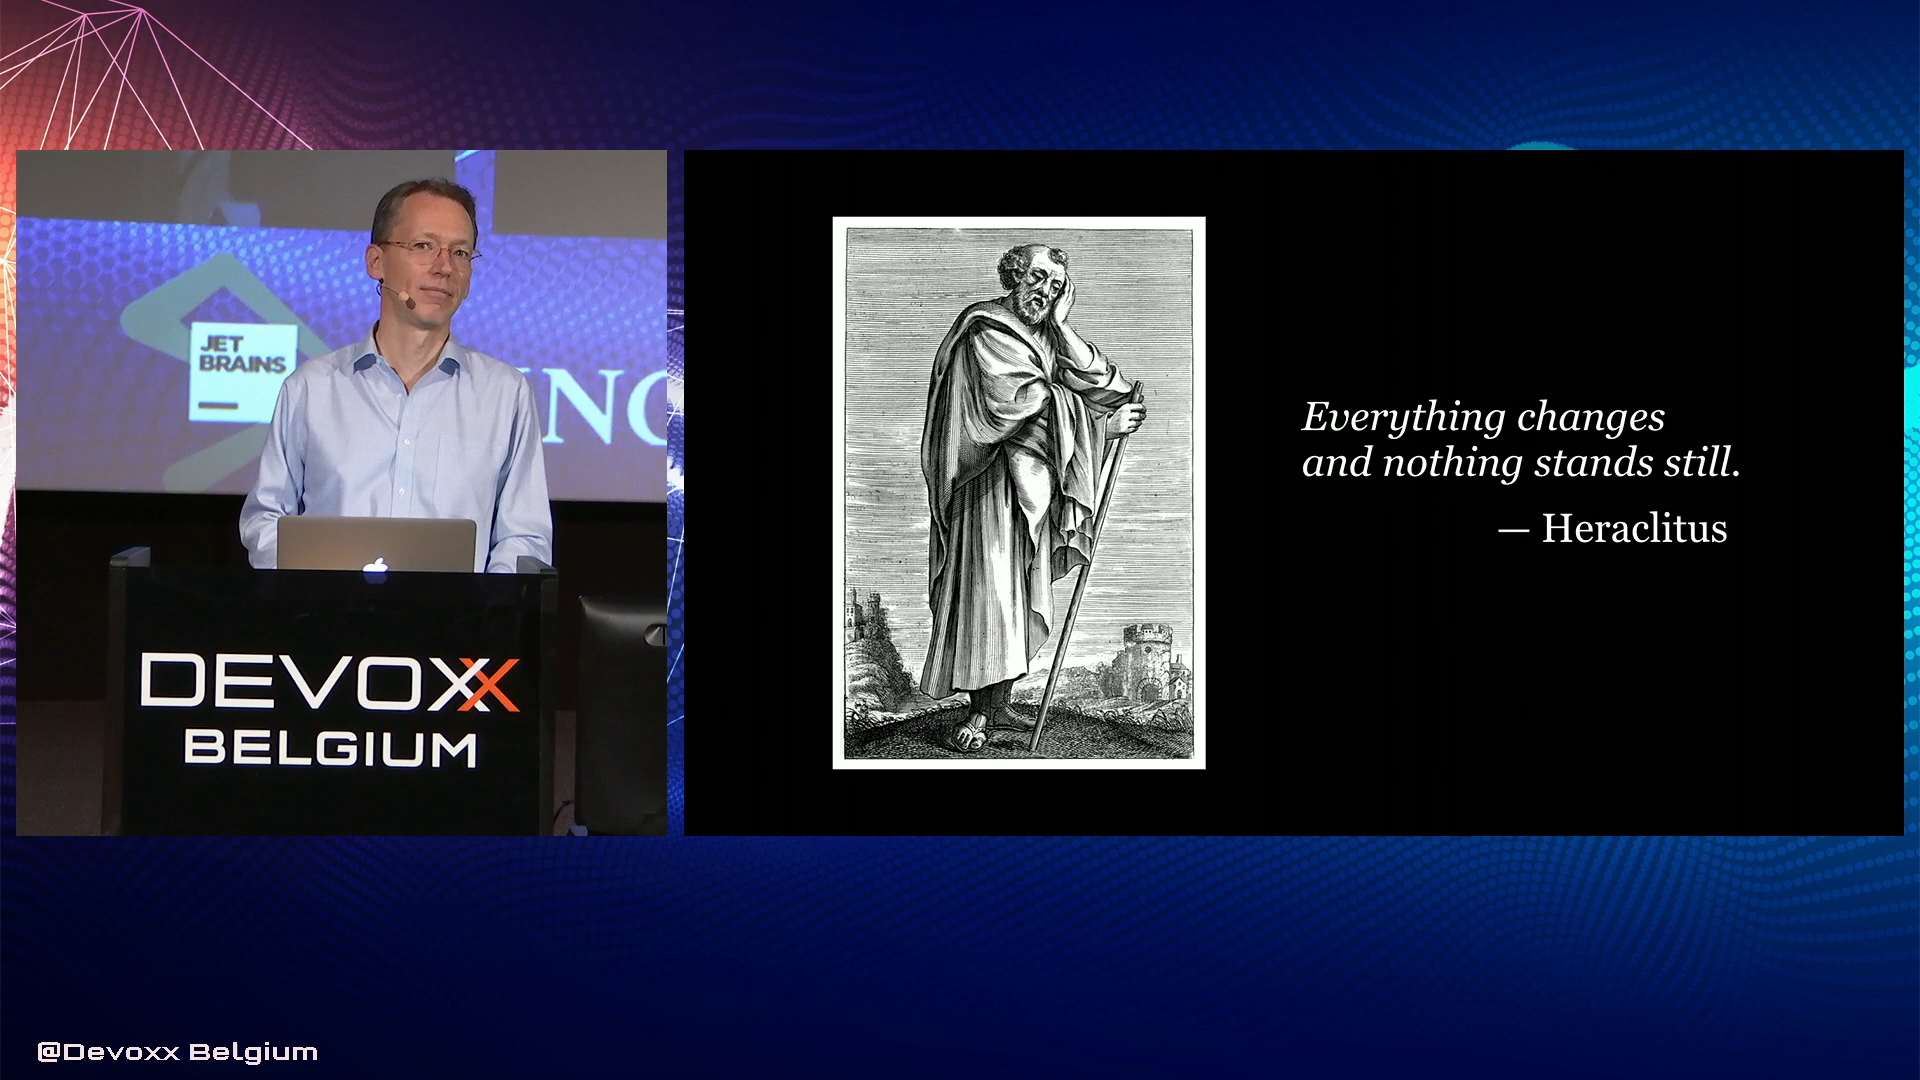 JET
BRAINS
Everything changes
and nothing stands still.
— Heraclitus
DEVOXX
BELGIUM
@Devoxx Belgium